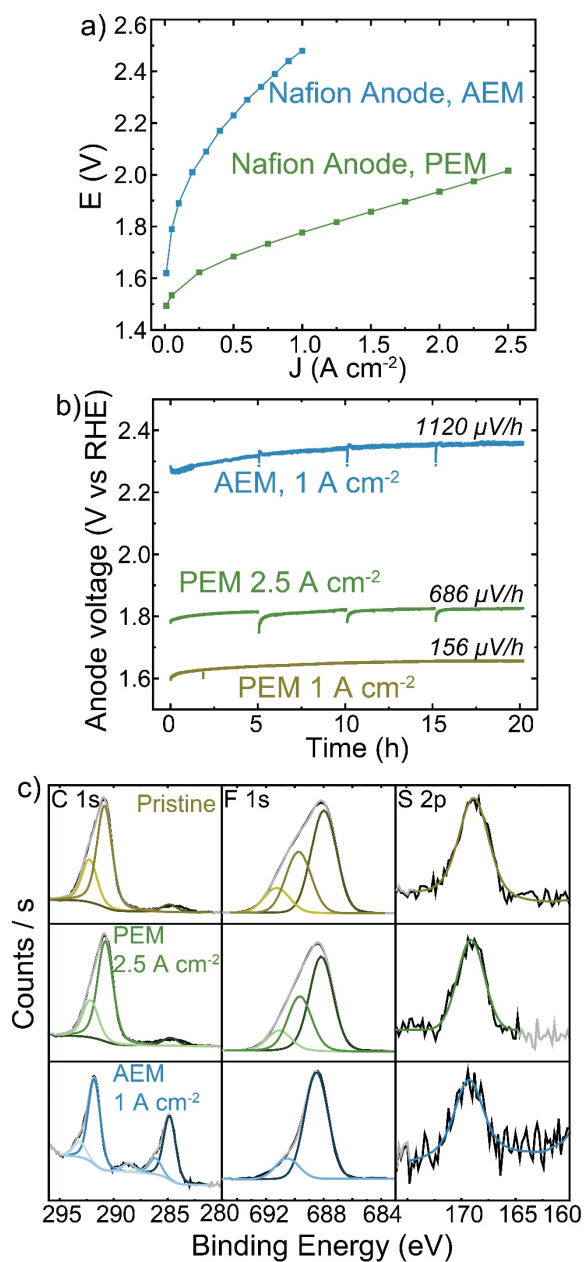 a)
2.6
2.4
2.2
2.0
1.8
1.6
1.4
E (V)
Nafion Anode, AEM
Nafion Anode, PEM
0.0 0.5 1.0 1.5 2.0 2.5
J (A cm-2)
b)
2.4
2.2
2.0
1.8
1.6
Anode voltage (V vs RHE)
1120 μV/h
AEM, 1 A cm-2
PEM 2.5 A cm-2
686 μV/h
156 μV/h
PEM 1 A cm-2
0 5 10 15 20
Time (h)
c)
C 1s F 1s S 2p
Pristine
PEM
2.5 A cm-2
AEM
1 A cm-2
Counts / s
295 290 285 280 692 688 684 170 165 160
Binding Energy (eV)